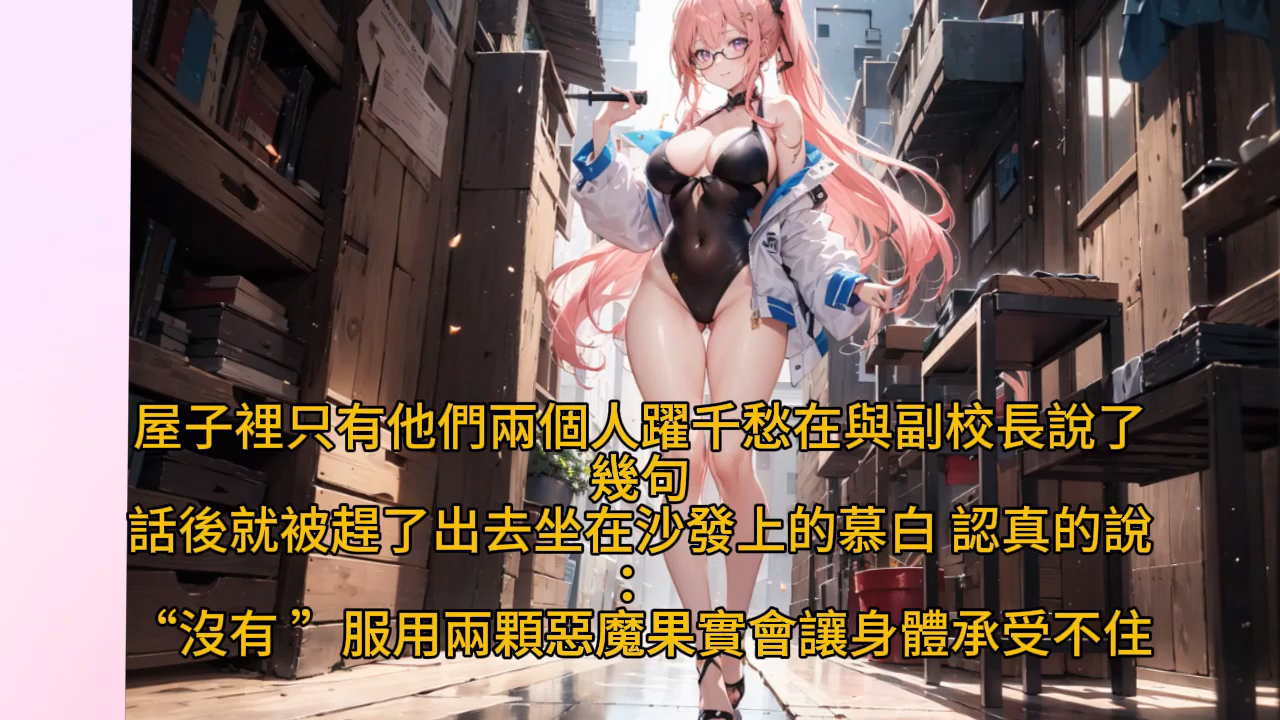 屋子裡只有他們兩個人躍千愁在與副校長說了
幾句
話後就被趕了出去坐在沙發上的慕白 認真的說
：
“沒有 ”服用兩顆惡魔果實會讓身體承受不住